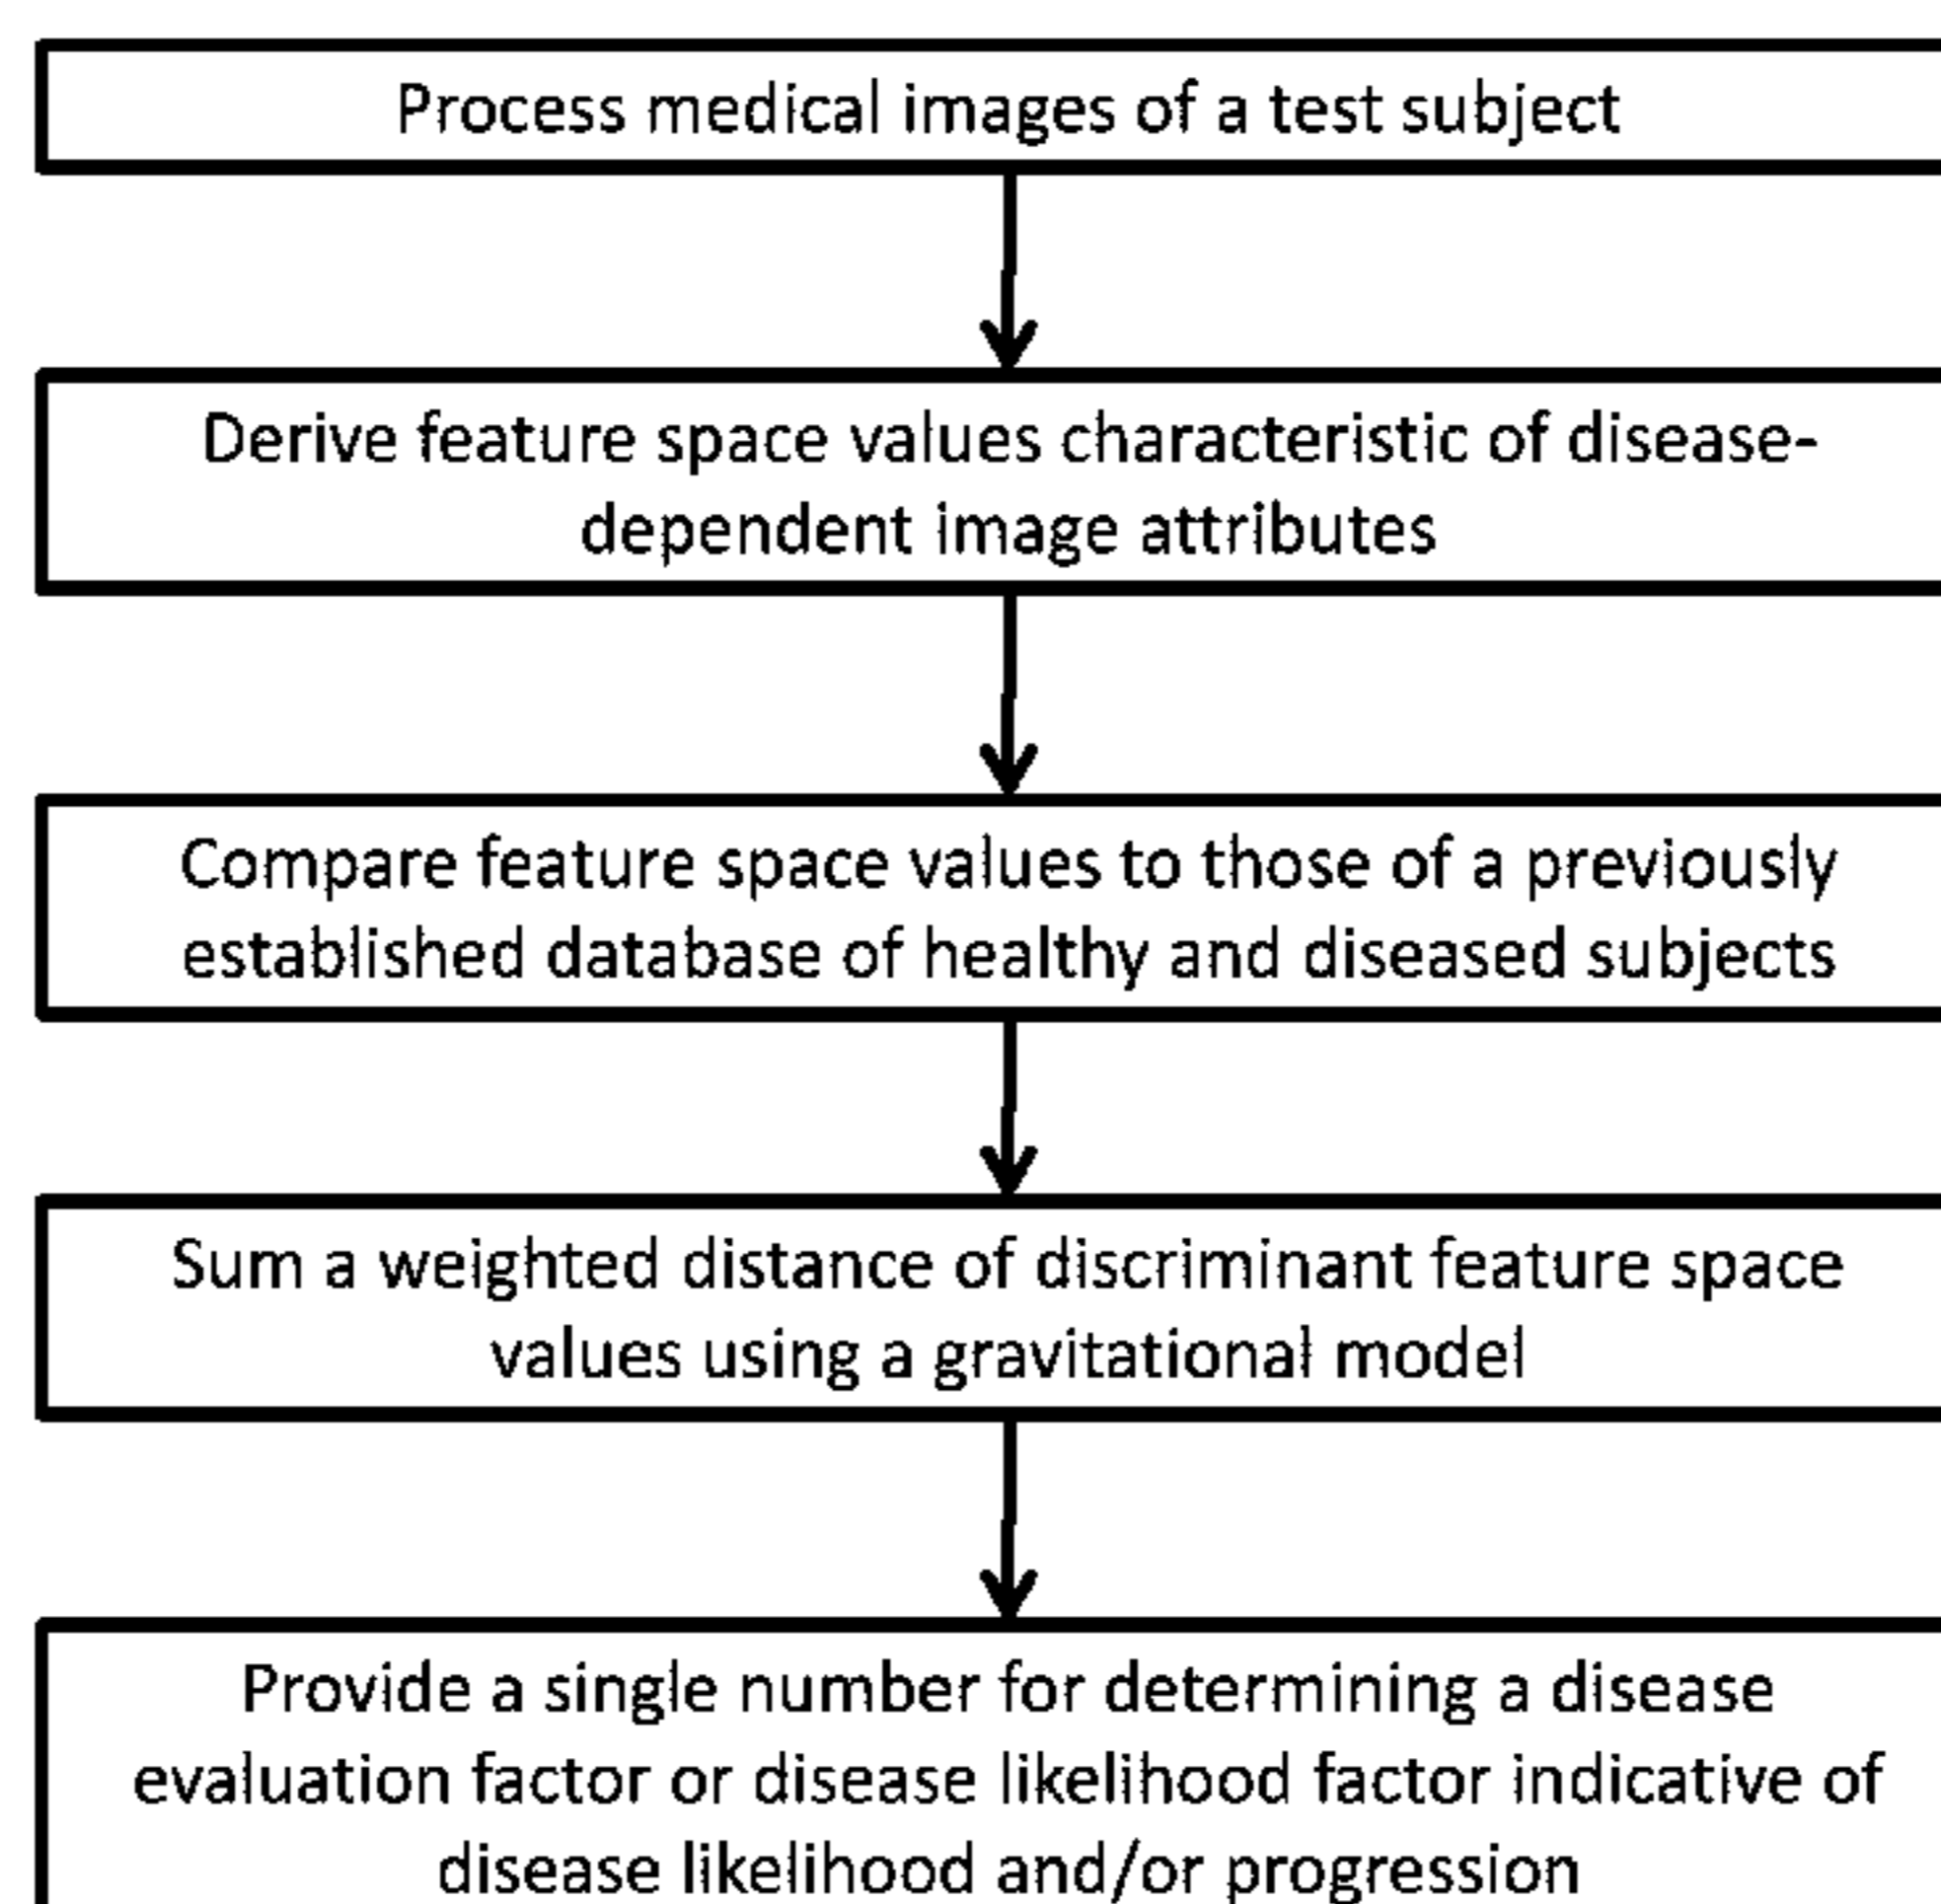 Process medical images of a test subject
Derive feature space values characteristic of disease-
dependent image attributes
Compare feature space values to those of a previously
established database of healthy and diseased subjects
Sum a weighted distance of discriminant feature space
values using a gravitational model
Provide a single number for determining a disease
evaluation factor or disease likelihood factor indicative of
disease likelihood and/or progression